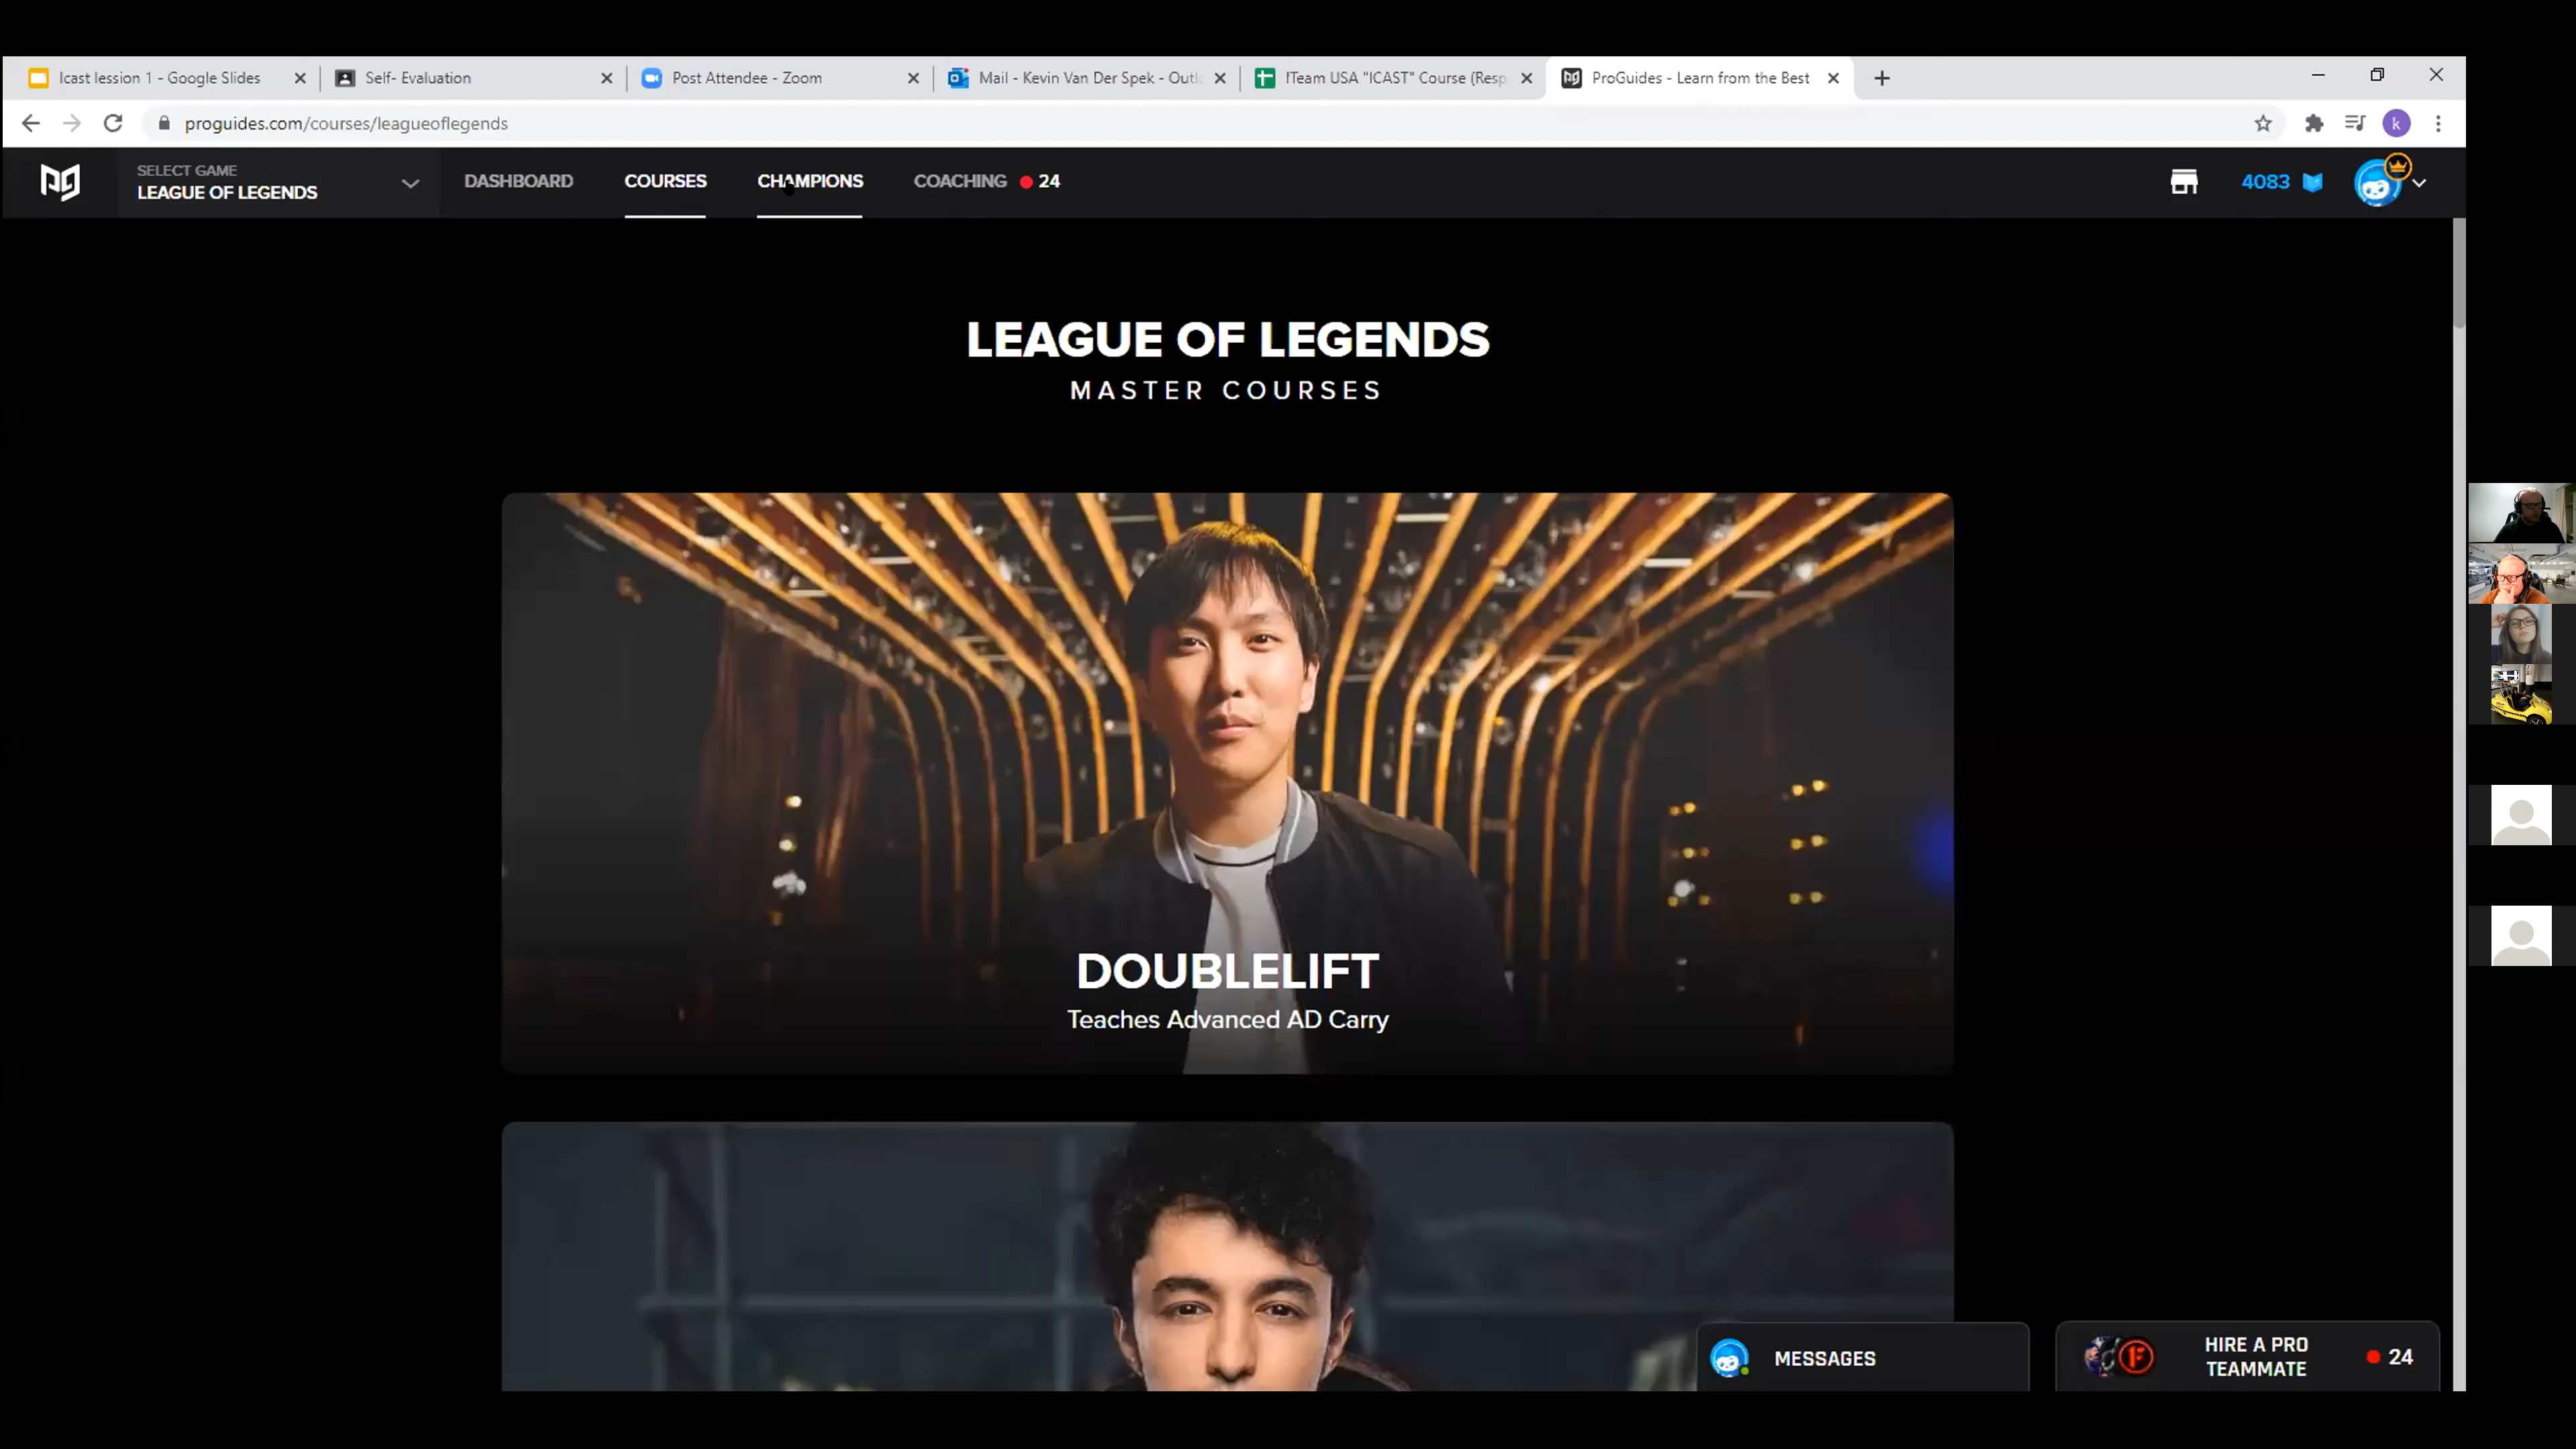 Icast lession 1 - Google Slides
Self- Evaluation
Post Attendee - Zoom
Mail - Kevin Van Der Spek - Outlo
!Team USA "ICAST" Course (Resp
ProGuides - Learn from the Best
proguides.com/courses/leagueoflegends
k
SELECT GAME
LEAGUE OF LEGENDS
DASHBOARD
COURSES
CHAMPIONS
COACHING 24
4083
LEAGUE OF LEGENDS
MASTER COURSES
DOUBLELIFT
Teaches Advanced AD Carry
MESSAGES
HIRE A PRO
TEAMMATE
24